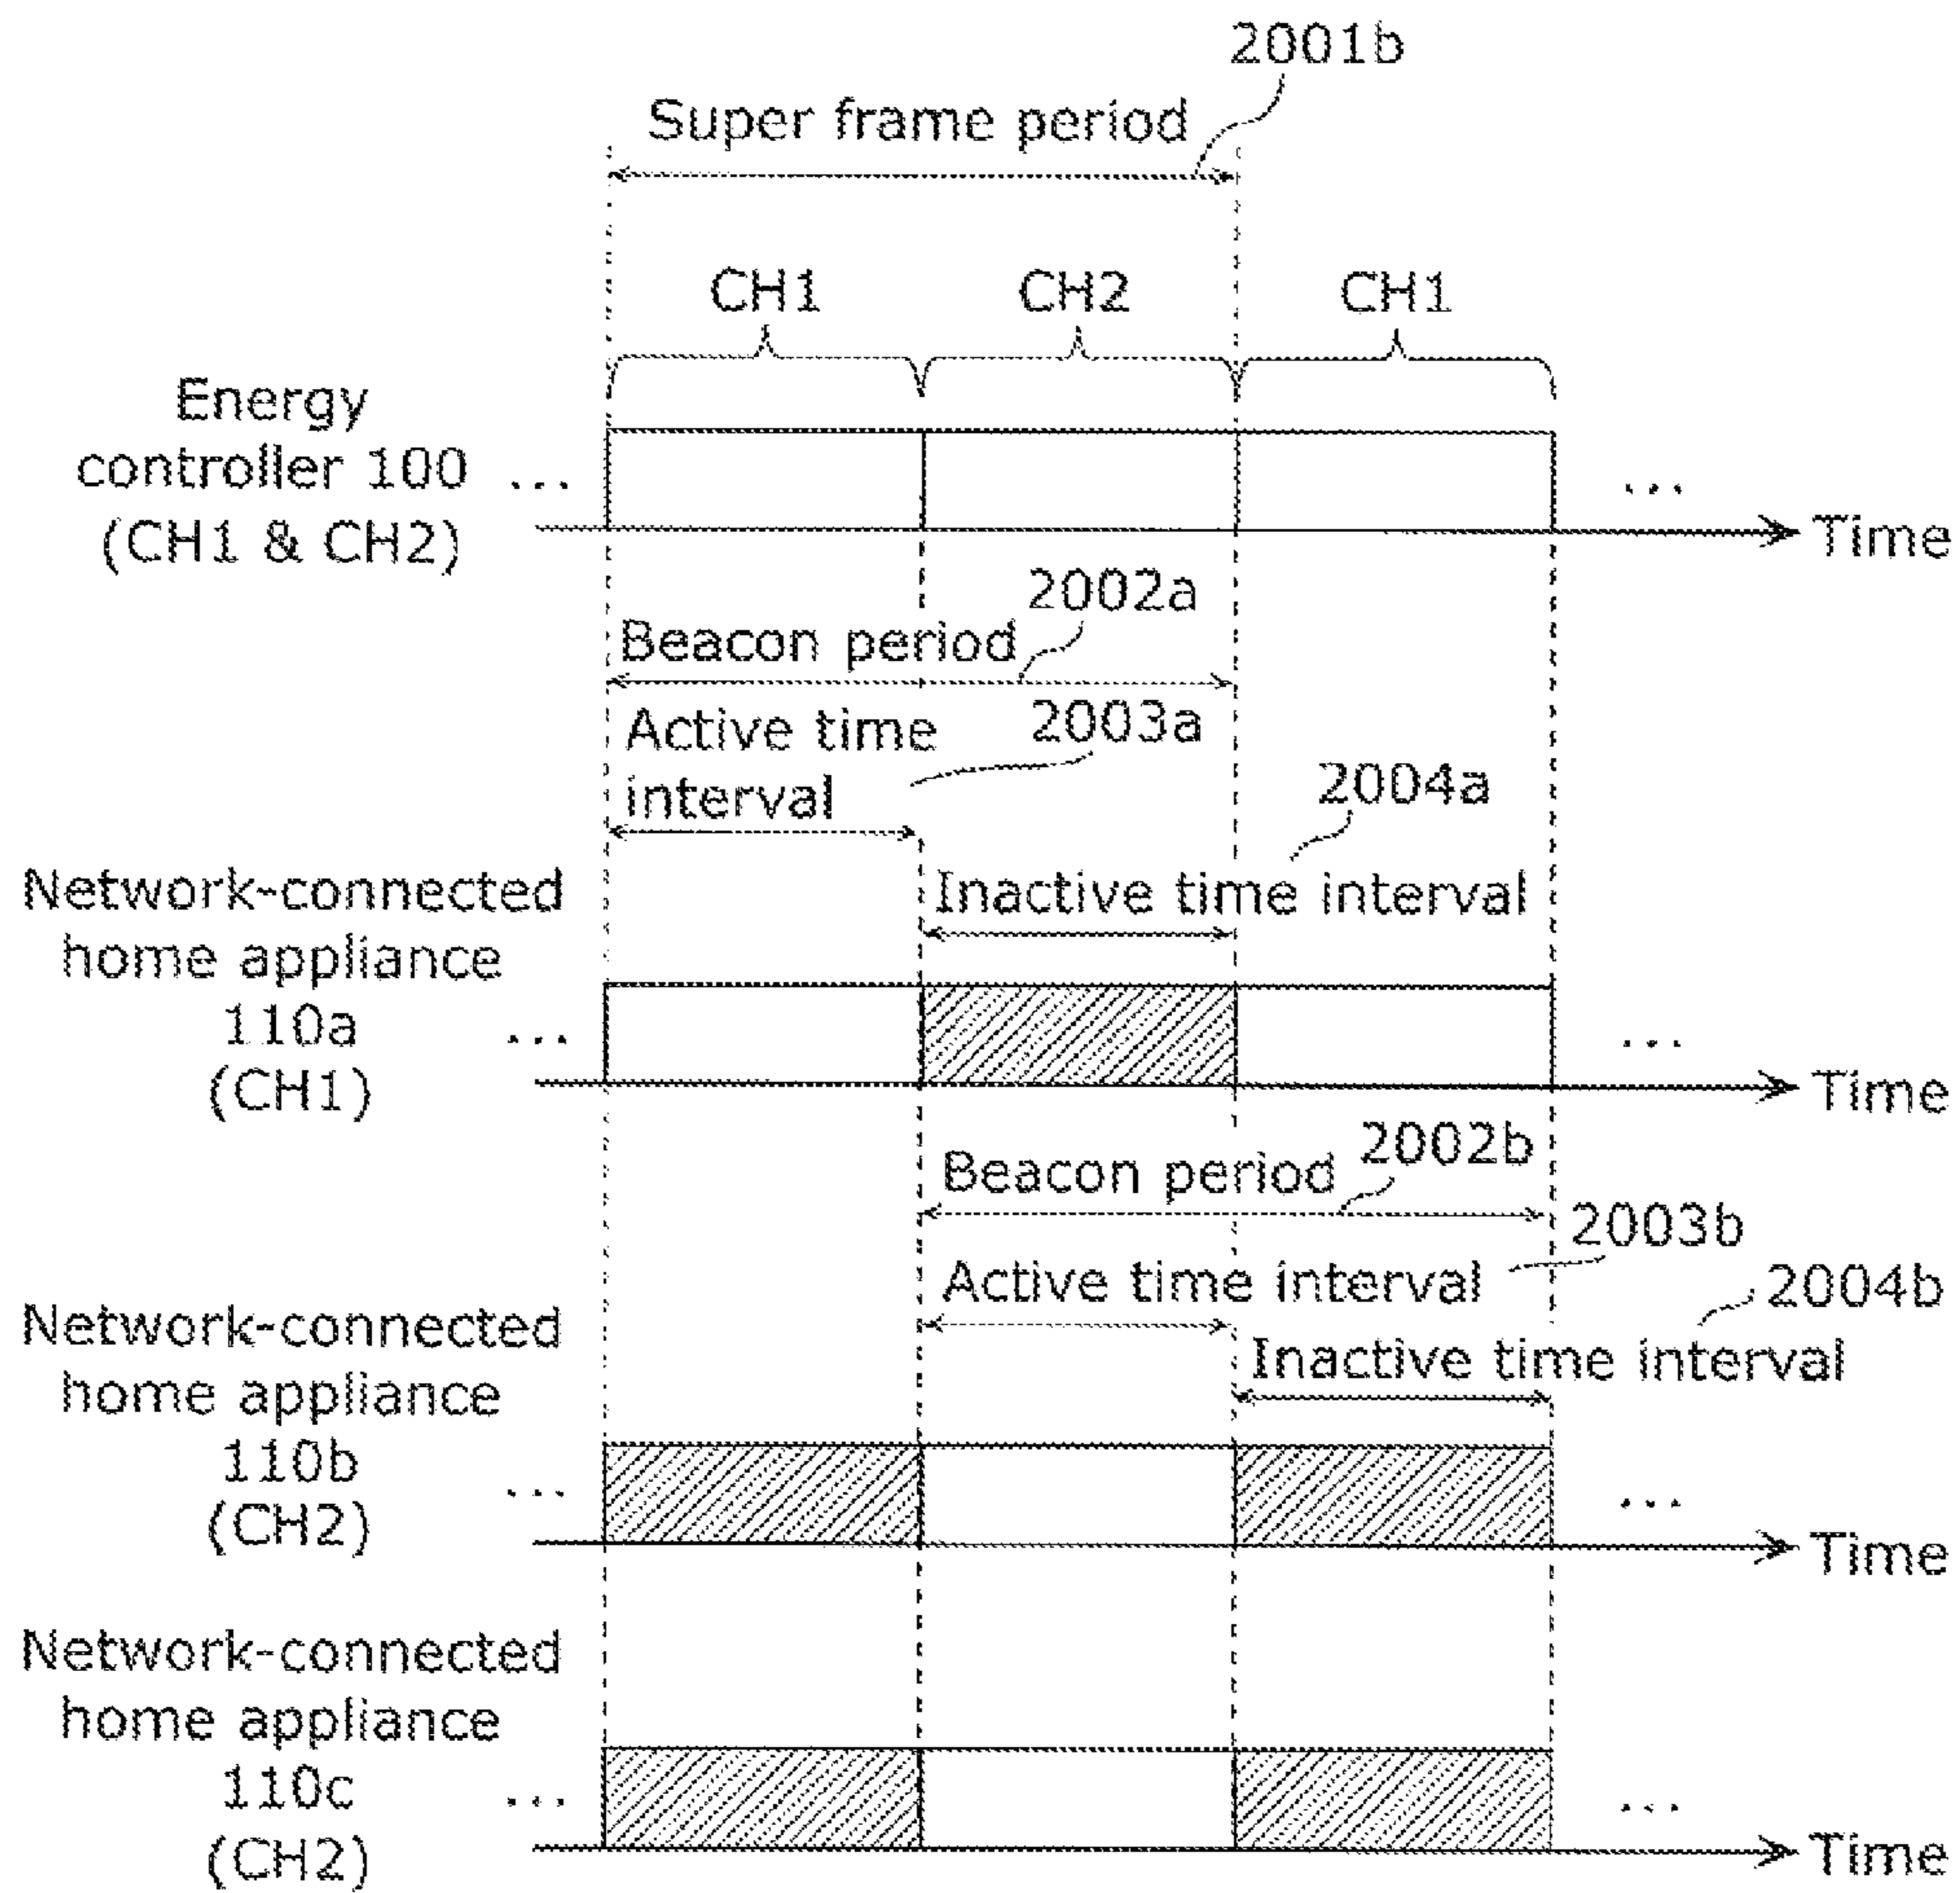 2001b
Super frame period
CH1 CH2 CH1
Energy
controller 100
(CH1 & CH2)
... ...
Time
2002a
Beacon period
Active time
interval
2003a
2004a
Inactive time interval
Network-connected
home appliance
110a
(CH1)
... ...
Time
2002b
Beacon period
2003b
Active time interval
2004b
Inactive time interval
Network-connected
home appliance
110b
(CH2)
... ...
Time
Network-connected
home appliance
110c
(CH2)
... ...
Time